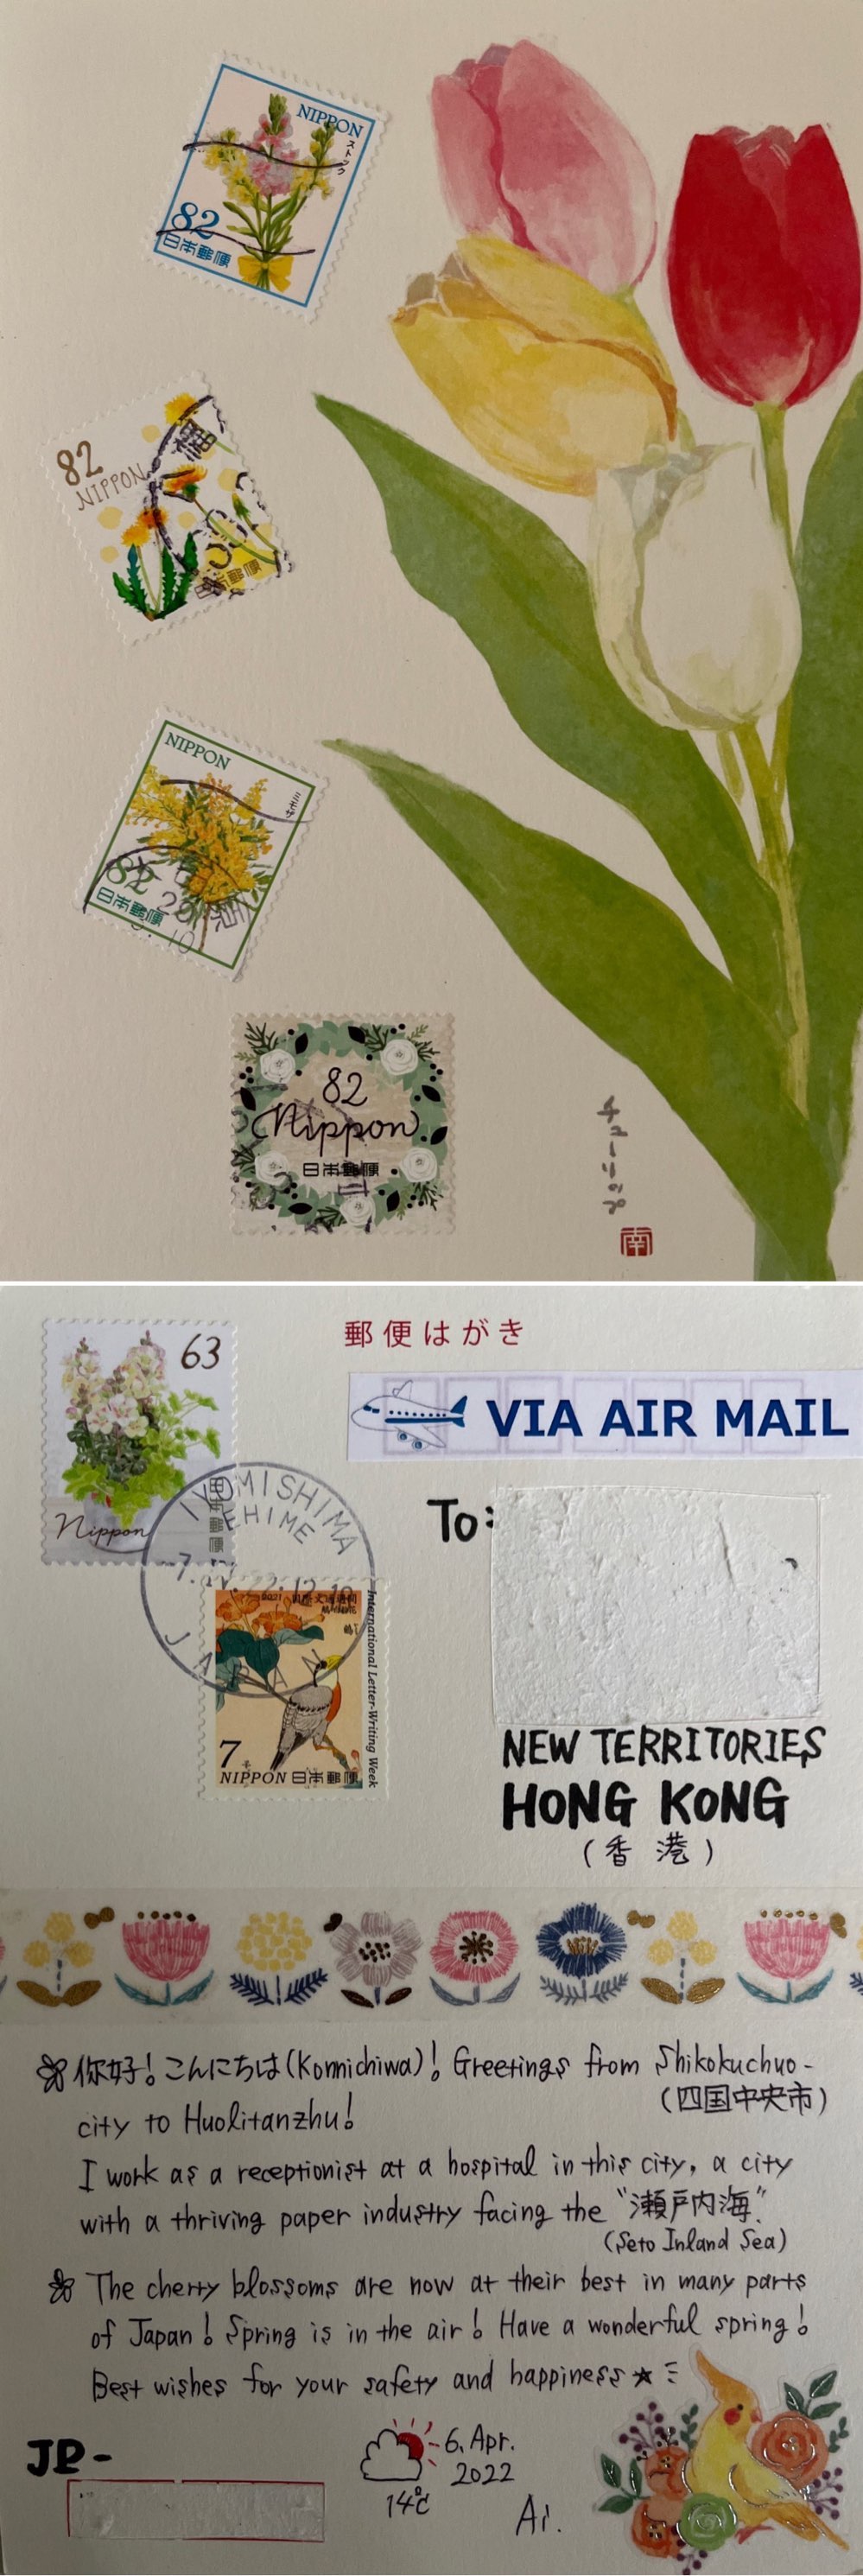 NIPPON
ストック
82
日本郵便
82
NIPPON
日本郵便
NIPPON
ミモザ
82
日本郵便
82
Nippon
日本郵便
チューリップ
南
63
Nippon
日本郵便
郵便はがき
VIA AIR MAIL
IYOMISHIMA
EHIME
JAPAN
To:
2021
International Letter-Writing Week
7
NIPPON 日本郵便
NEW TERRITORIES
HONG KONG
(香港)
你好! こんにちは(Konnichiwa)! Greetings from Shikokuchuo-
(四国中央市)
city to Huolitanzhu!
I work as a receptionist at a hospital in this city, a city
with a thriving paper industry facing the "瀬戸内海."
(Seto Inland Sea)
The cherry blossoms are now at their best in many parts
of Japan! Spring is in the air! Have a wonderful spring!
Best wishes for your safety and happiness★
JP-
6. Apr.
2022
14℃
Ai.